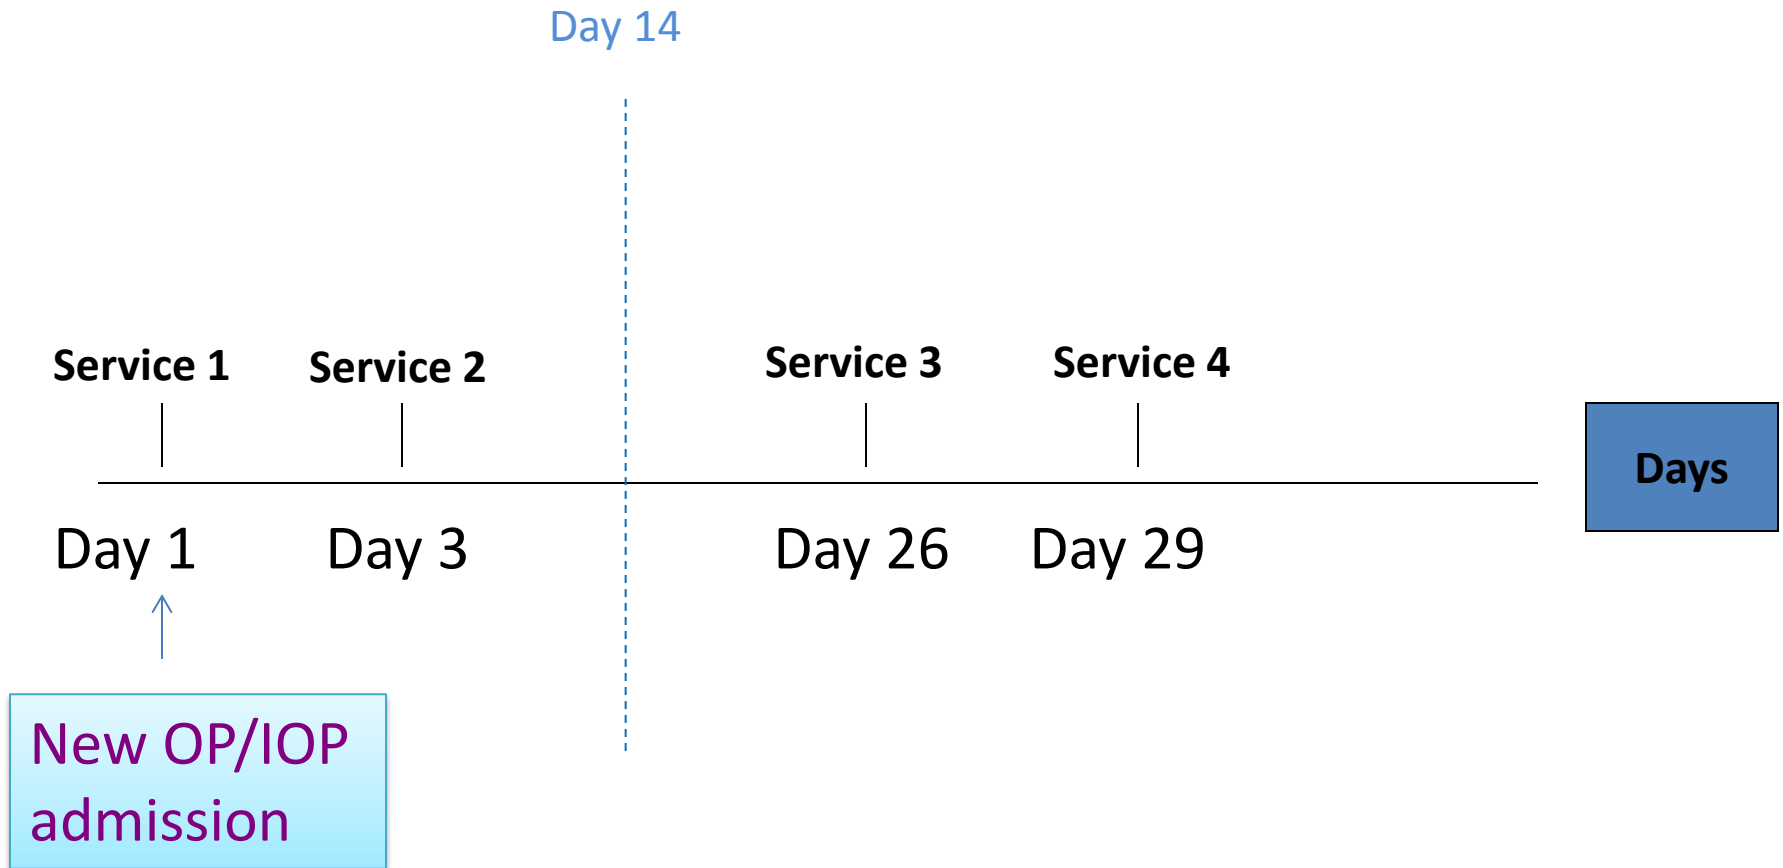 Day 14
Service 1 Service 2 Service 3 Service 4
Days
Day 1 Day 3 Day 26 Day 29
New OP/IOP
admission